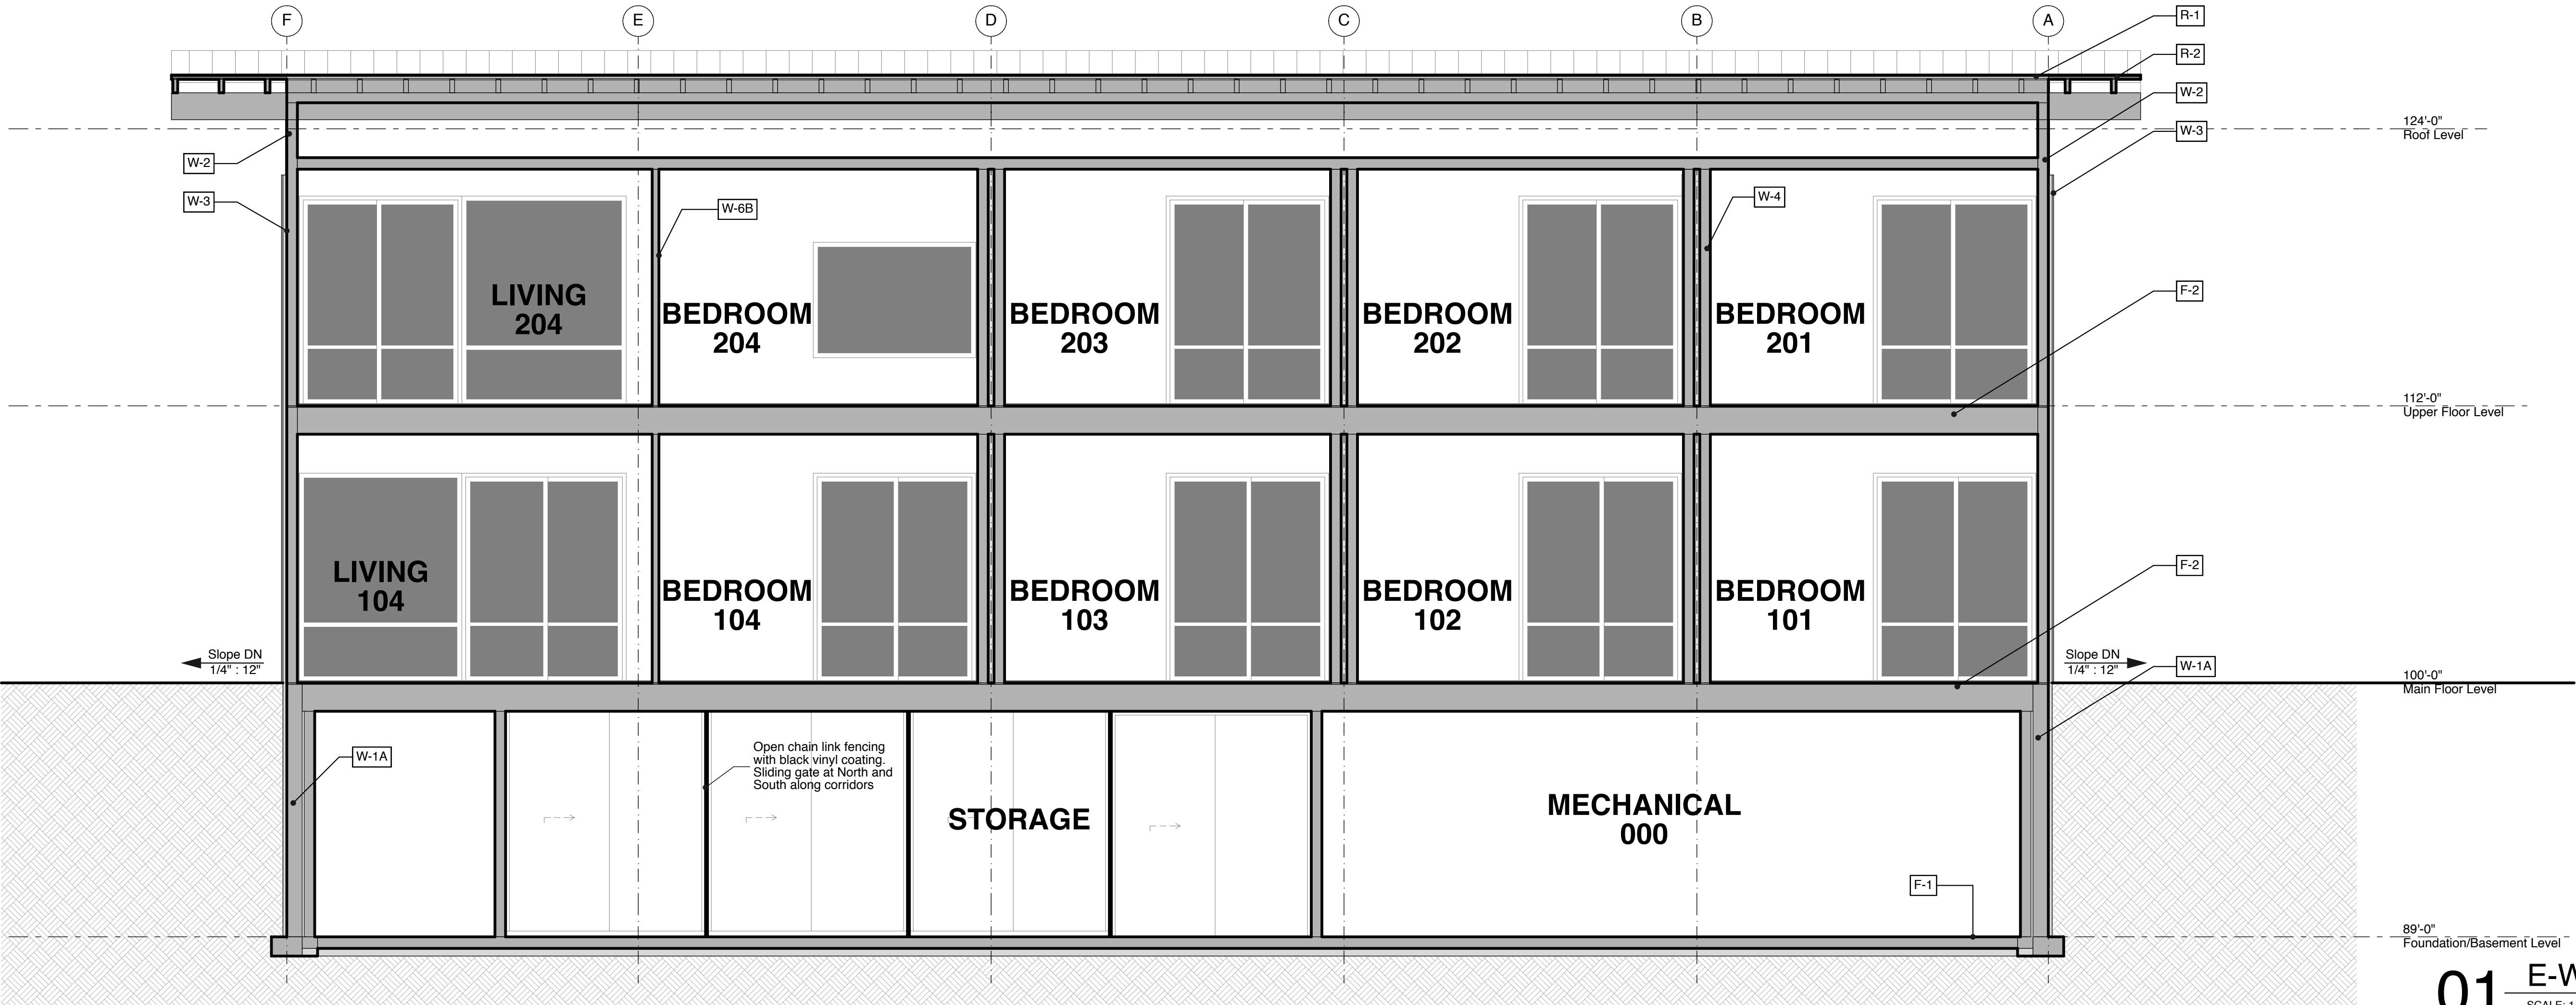 F
E
D
C
B
A
R-1
R-2
W-2
W-3
124'-0"
Roof Level
W-2
W-3
W-6B
W-4
F-2
LIVING
204
BEDROOM
204
BEDROOM
203
BEDROOM
202
BEDROOM
201
112'-0"
Upper Floor Level
F-2
LIVING
104
BEDROOM
104
BEDROOM
103
BEDROOM
102
BEDROOM
101
Slope DN
1/4" : 12"
Slope DN
1/4" : 12"
W-1A
100'-0"
Main Floor Level
W-1A
Open chain link fencing
with black vinyl coating.
Sliding gate at North and
South along corridors
STORAGE
MECHANICAL
000
F-1
89'-0"
Foundation/Basement Level
01
E-W
SCALE: 1